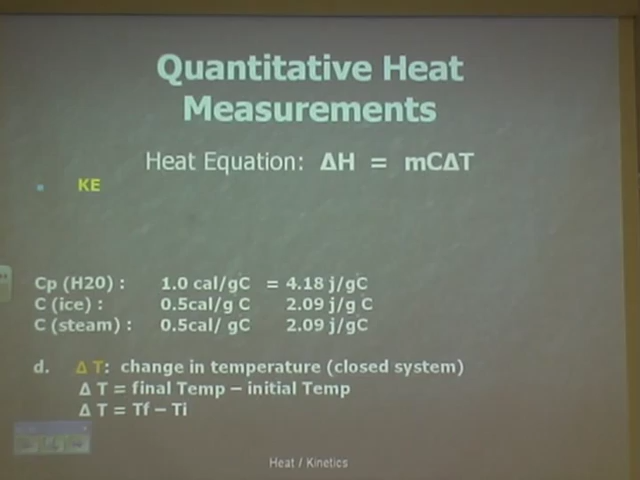 Quantitative Heat
Measurements
Heat Equation: ΔH = mCΔT
KE
Cp (H20) : 1.0 cal/gC = 4.18 j/gC
C (ice) : 0.5cal/g C 2.09 j/g C
C (steam) : 0.5cal/ gC 2.09 j/gC
d. Δ T: change in temperature (closed system)
Δ T = final Temp – initial Temp
Δ T = Tf – Ti
Heat / Kinetics